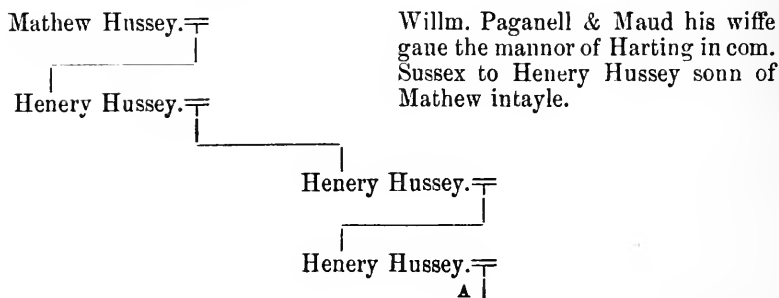 Mathew Hussey.
Willm. Paganell & Maud his wiffe
gaue the mannor of Harting in com.
Sussex to Henery Hussey sonn of
Mathew intayle.
Henery Hussey.
Henery Hussey.
Henery Hussey.
A